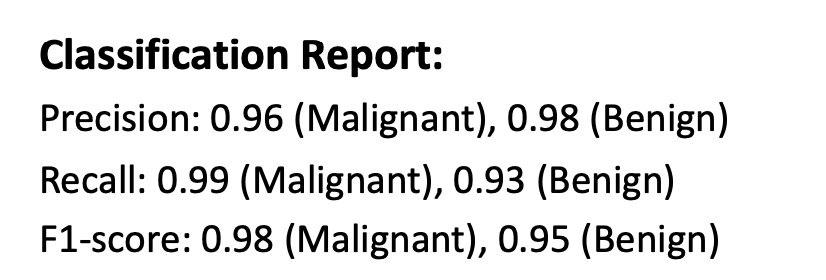 Classification Report:
Precision: 0.96 (Malignant), 0.98 (Benign)
Recall: 0.99 (Malignant), 0.93 (Benign)
F1-score: 0.98 (Malignant), 0.95 (Benign)